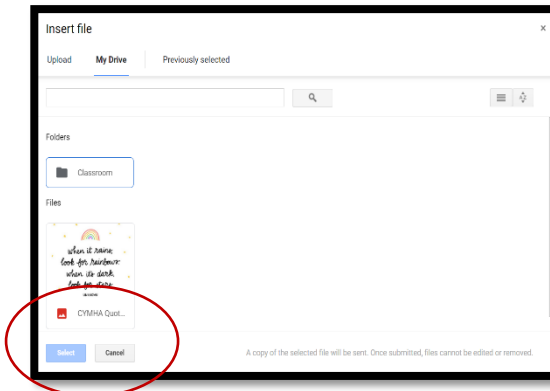 Insert file
×
Upload My Drive Previously selected
Folders
Classroom
Files
when it rains
look for rainbows
when it's dark
look for stars
CYMHA Quot...
Select Cancel
A copy of the selected file will be sent. Once submitted, files cannot be edited or removed.